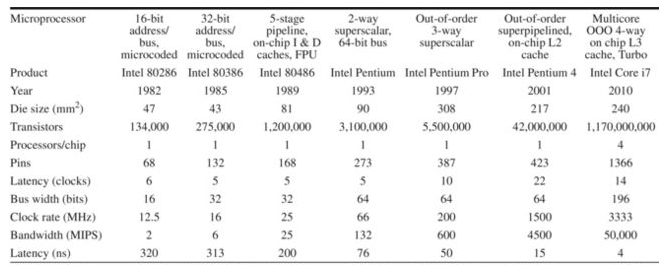 Microprocessor 16-bit address/ bus, microcoded 32-bit address/ bus, microcoded 5-stage pipeline, on-chip I & D caches, FPU 2-way superscalar, 64-bit bus Out-of-order 3-way superscalar Out-of-order superpipelined, on-chip L2 cache Multicore OOO 4-way on chip L3 cache, Turbo
Product Intel 80286 Intel 80386 Intel 80486 Intel Pentium Intel Pentium Pro Intel Pentium 4 Intel Core i7
Year 1982 1985 1989 1993 1997 2001 2010
Die size (mm²) 47 43 81 90 308 217 240
Transistors 134,000 275,000 1,200,000 3,100,000 5,500,000 42,000,000 1,170,000,000
Processors/chip 1 1 1 1 1 1 4
Pins 68 132 168 273 387 423 1366
Latency (clocks) 6 5 5 5 10 22 14
Bus width (bits) 16 32 32 64 64 64 196
Clock rate (MHz) 12.5 16 25 66 200 1500 3333
Bandwidth (MIPS) 2 6 25 132 600 4500 50,000
Latency (ns) 320 313 200 76 50 15 4